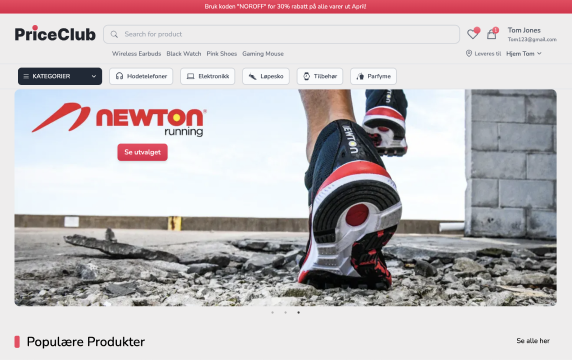 Bruk koden "NOROFF" for 30% rabatt på alle varer ut April!
PriceClub
Search for product
1
Tom Jones
Tom123@gmail.com
Wireless Earbuds Black Watch Pink Shoes Gaming Mouse
Leveres til Hjem Tom
KATEGORIER
Hodetelefoner
Elektronikk
Løpesko
Tilbehør
Parfyme
NEWTON
running
Se utvalget
NEWTON
Populære Produkter
Se alle her